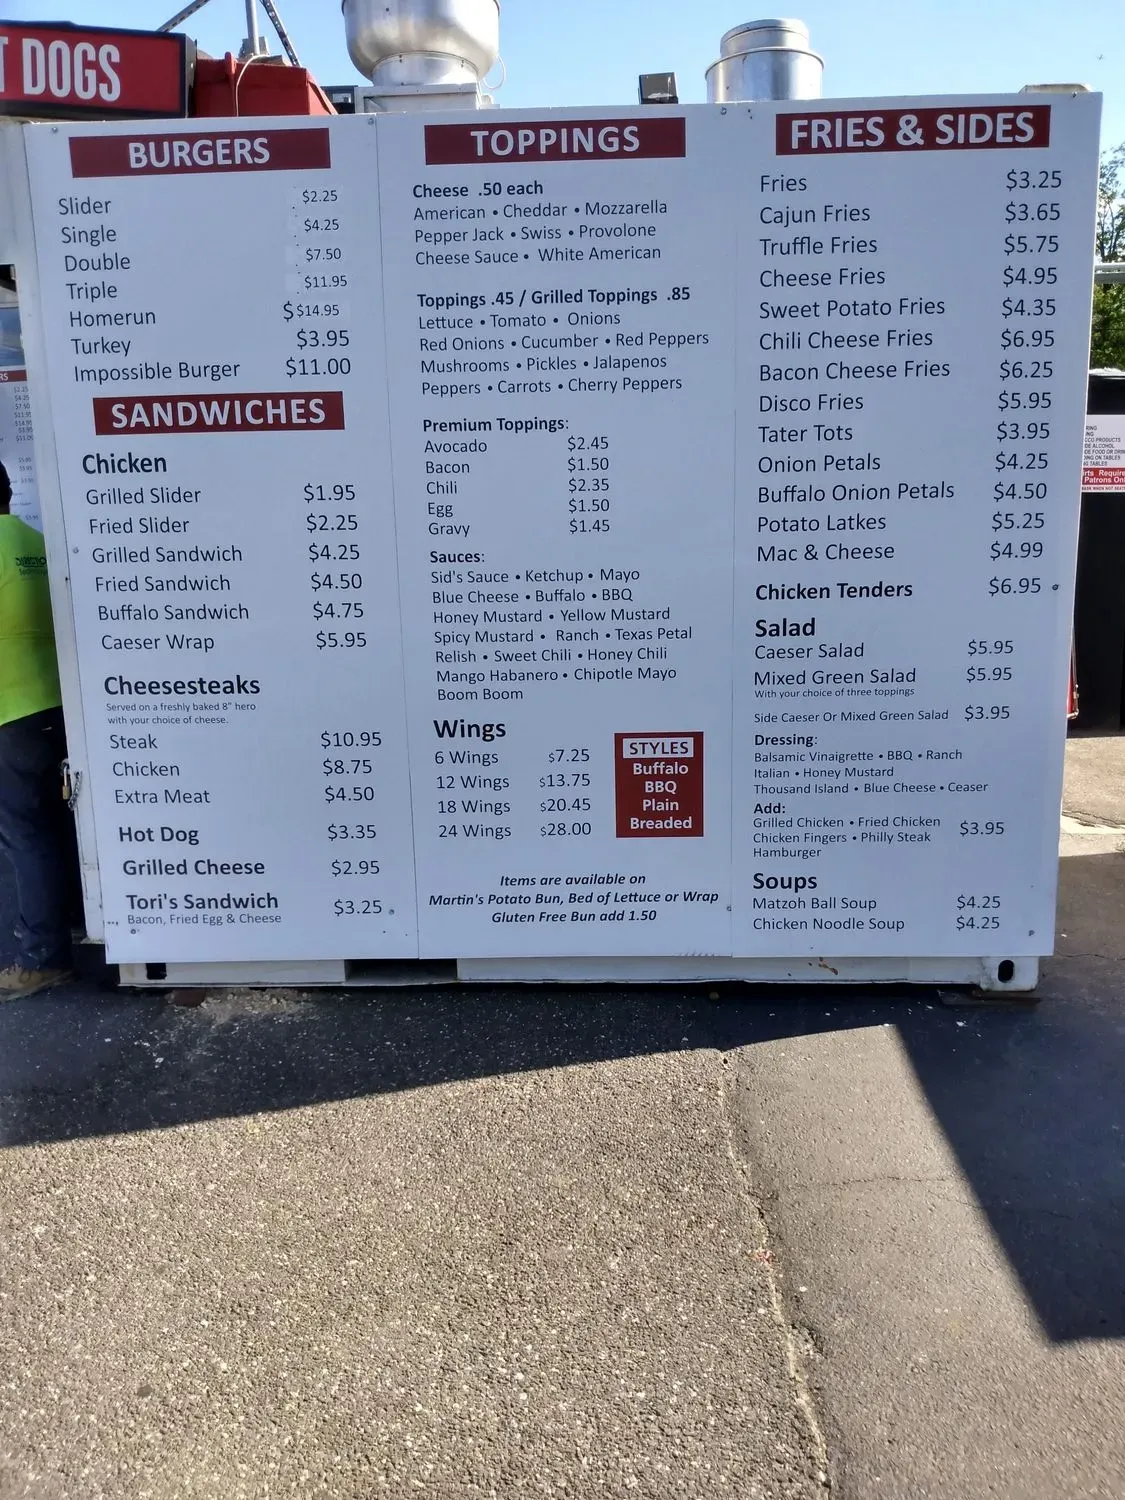 T DOGS
BURGERS
Slider $2.25
Single $4.25
Double $7.50
Triple $11.95
Homerun $ $14.95
Turkey $3.95
Impossible Burger $11.00
SANDWICHES
Chicken
Grilled Slider $1.95
Fried Slider $2.25
Grilled Sandwich $4.25
Fried Sandwich $4.50
Buffalo Sandwich $4.75
Caeser Wrap $5.95
Cheesesteaks
Served on a freshly baked 8" hero
with your choice of cheese.
Steak $10.95
Chicken $8.75
Extra Meat $4.50
Hot Dog $3.35
Grilled Cheese $2.95
Tori's Sandwich $3.25
Bacon, Fried Egg & Cheese
TOPPINGS
Cheese .50 each
American • Cheddar • Mozzarella
Pepper Jack • Swiss • Provolone
Cheese Sauce • White American
Toppings .45 / Grilled Toppings .85
Lettuce • Tomato • Onions
Red Onions • Cucumber • Red Peppers
Mushrooms • Pickles • Jalapenos
Peppers • Carrots • Cherry Peppers
Premium Toppings:
Avocado $2.45
Bacon $1.50
Chili $2.35
Egg $1.50
Gravy $1.45
Sauces:
Sid's Sauce • Ketchup • Mayo
Blue Cheese • Buffalo • BBQ
Honey Mustard • Yellow Mustard
Spicy Mustard • Ranch • Texas Petal
Relish • Sweet Chili • Honey Chili
Mango Habanero • Chipotle Mayo
Boom Boom
Wings
6 Wings $7.25
12 Wings $13.75
18 Wings $20.45
24 Wings $28.00
STYLES
Buffalo
BBQ
Plain
Breaded
Items are available on
Martin's Potato Bun, Bed of Lettuce or Wrap
Gluten Free Bun add 1.50
FRIES & SIDES
Fries $3.25
Cajun Fries $3.65
Truffle Fries $5.75
Cheese Fries $4.95
Sweet Potato Fries $4.35
Chili Cheese Fries $6.95
Bacon Cheese Fries $6.25
Disco Fries $5.95
Tater Tots $3.95
Onion Petals $4.25
Buffalo Onion Petals $4.50
Potato Latkes $5.25
Mac & Cheese $4.99
Chicken Tenders $6.95
Salad
Caeser Salad $5.95
Mixed Green Salad $5.95
With your choice of three toppings
Side Caeser Or Mixed Green Salad $3.95
Dressing:
Balsamic Vinaigrette • BBQ • Ranch
Italian • Honey Mustard
Thousand Island • Blue Cheese • Ceaser
Add:
Grilled Chicken • Fried Chicken
Chicken Fingers • Philly Steak $3.95
Hamburger
Soups
Matzoh Ball Soup $4.25
Chicken Noodle Soup $4.25